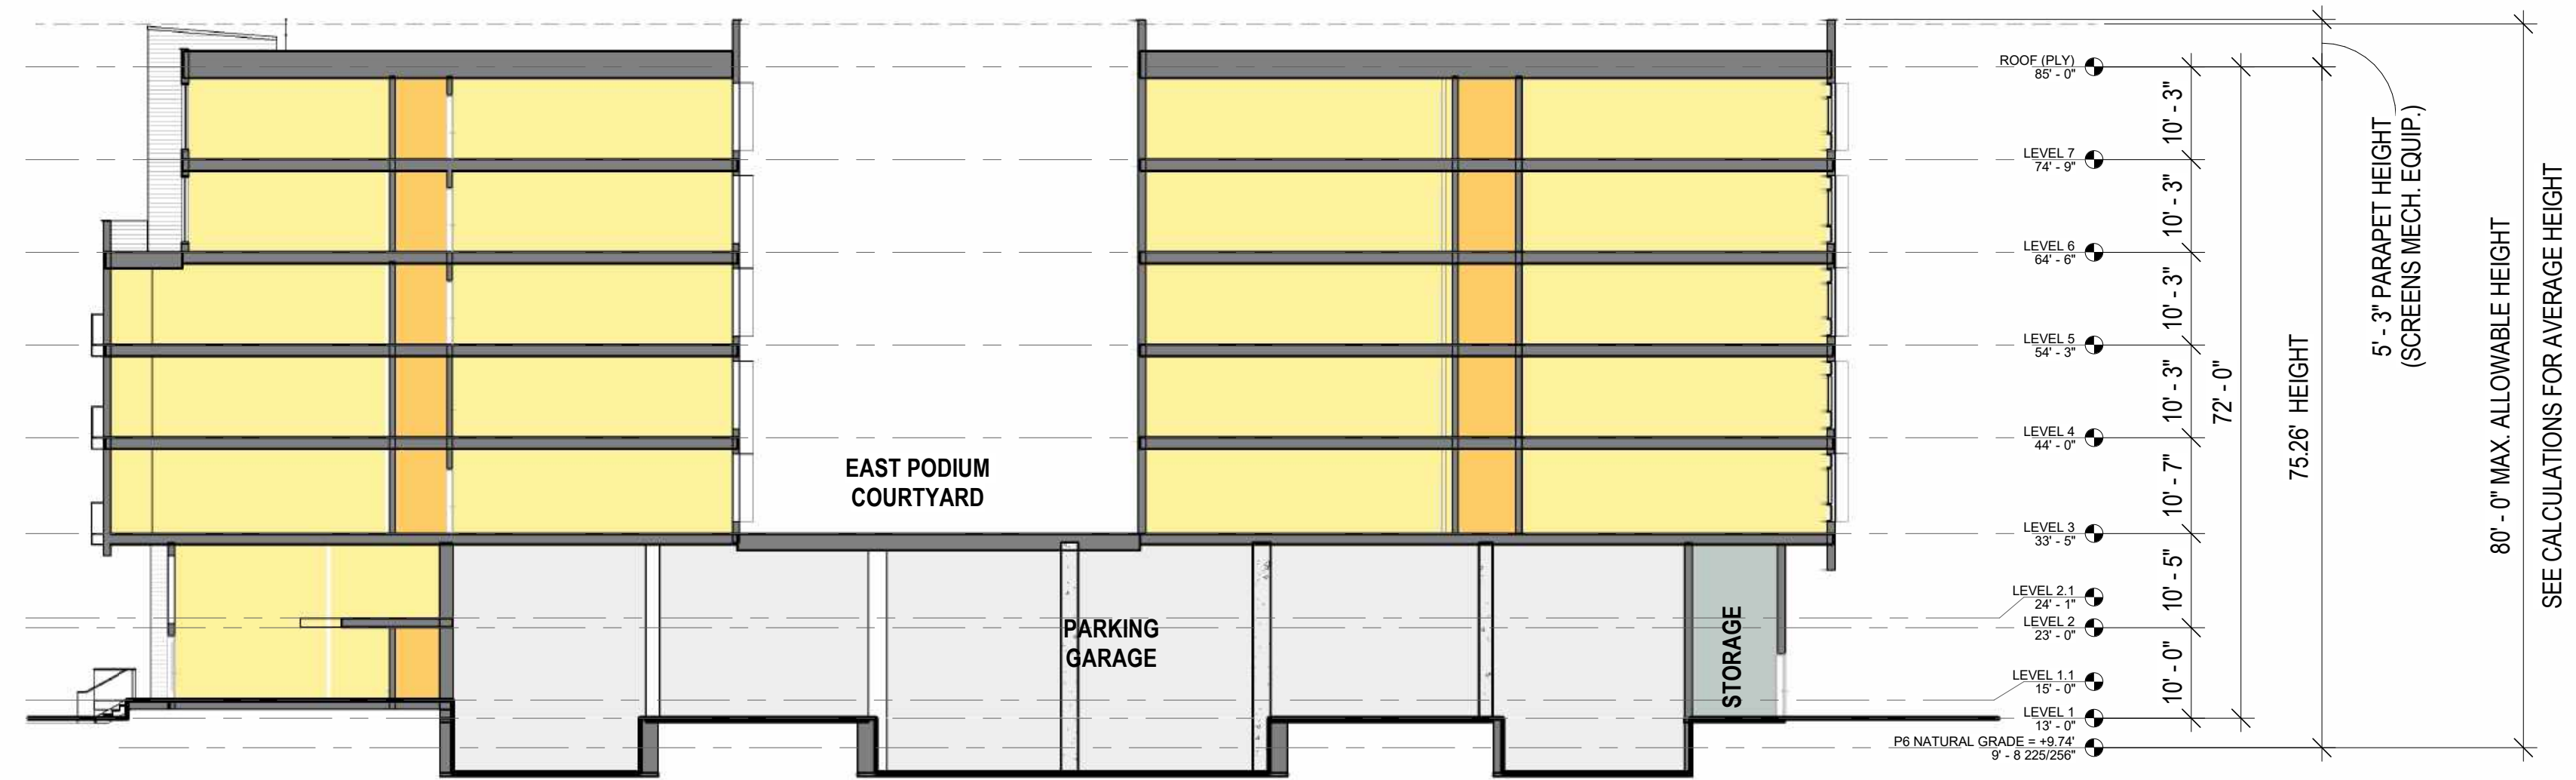 EAST PODIUM
COURTYARD
PARKING
GARAGE
STORAGE
ROOF (PLY)
85' - 0"
LEVEL 7
74' - 9"
LEVEL 6
64' - 6"
LEVEL 5
54' - 3"
LEVEL 4
44' - 0"
LEVEL 3
33' - 5"
LEVEL 2.1
24' - 1"
LEVEL 2
23' - 0"
LEVEL 1.1
15' - 0"
LEVEL 1
13' - 0"
P6 NATURAL GRADE = +9.74'
9' - 8 225/256"
10' - 3"
10' - 3"
10' - 3"
10' - 3"
10' - 7"
10' - 5"
10' - 0"
72' - 0"
75.26' HEIGHT
5' - 3" PARAPET HEIGHT
(SCREENS MECH. EQUIP.)
80' - 0" MAX. ALLOWABLE HEIGHT
SEE CALCULATIONS FOR AVERAGE HEIGHT